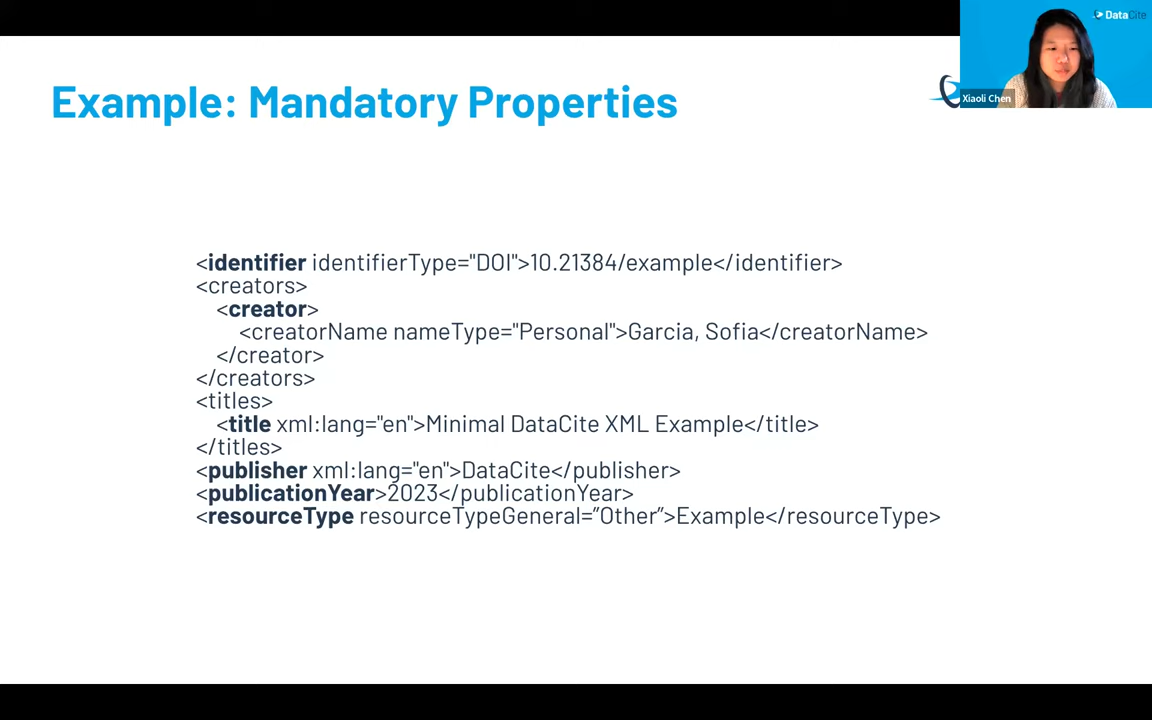 DataCite
Xiaoli Chen
Example: Mandatory Properties
<identifier identifierType="DOI">10.21384/example</identifier>
<creators>
<creator>
<creatorName nameType="Personal">Garcia, Sofia</creatorName>
</creator>
</creators>
<titles>
<title xml:lang="en">Minimal DataCite XML Example</title>
</titles>
<publisher xml:lang="en">DataCite</publisher>
<publicationYear>2023</publicationYear>
<resourceType resourceTypeGeneral=”Other”>Example</resourceType>